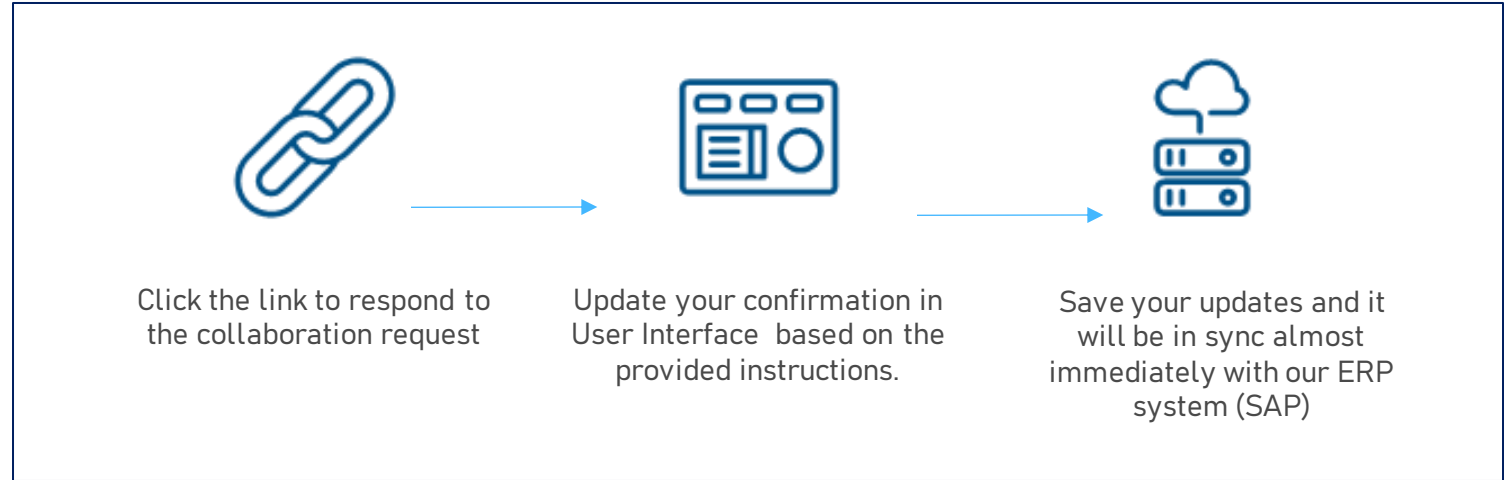 Click the link to respond to
the collaboration request
Update your confirmation in
User Interface based on the
provided instructions.
Save your updates and it
will be in sync almost
immediately with our ERP
system (SAP)